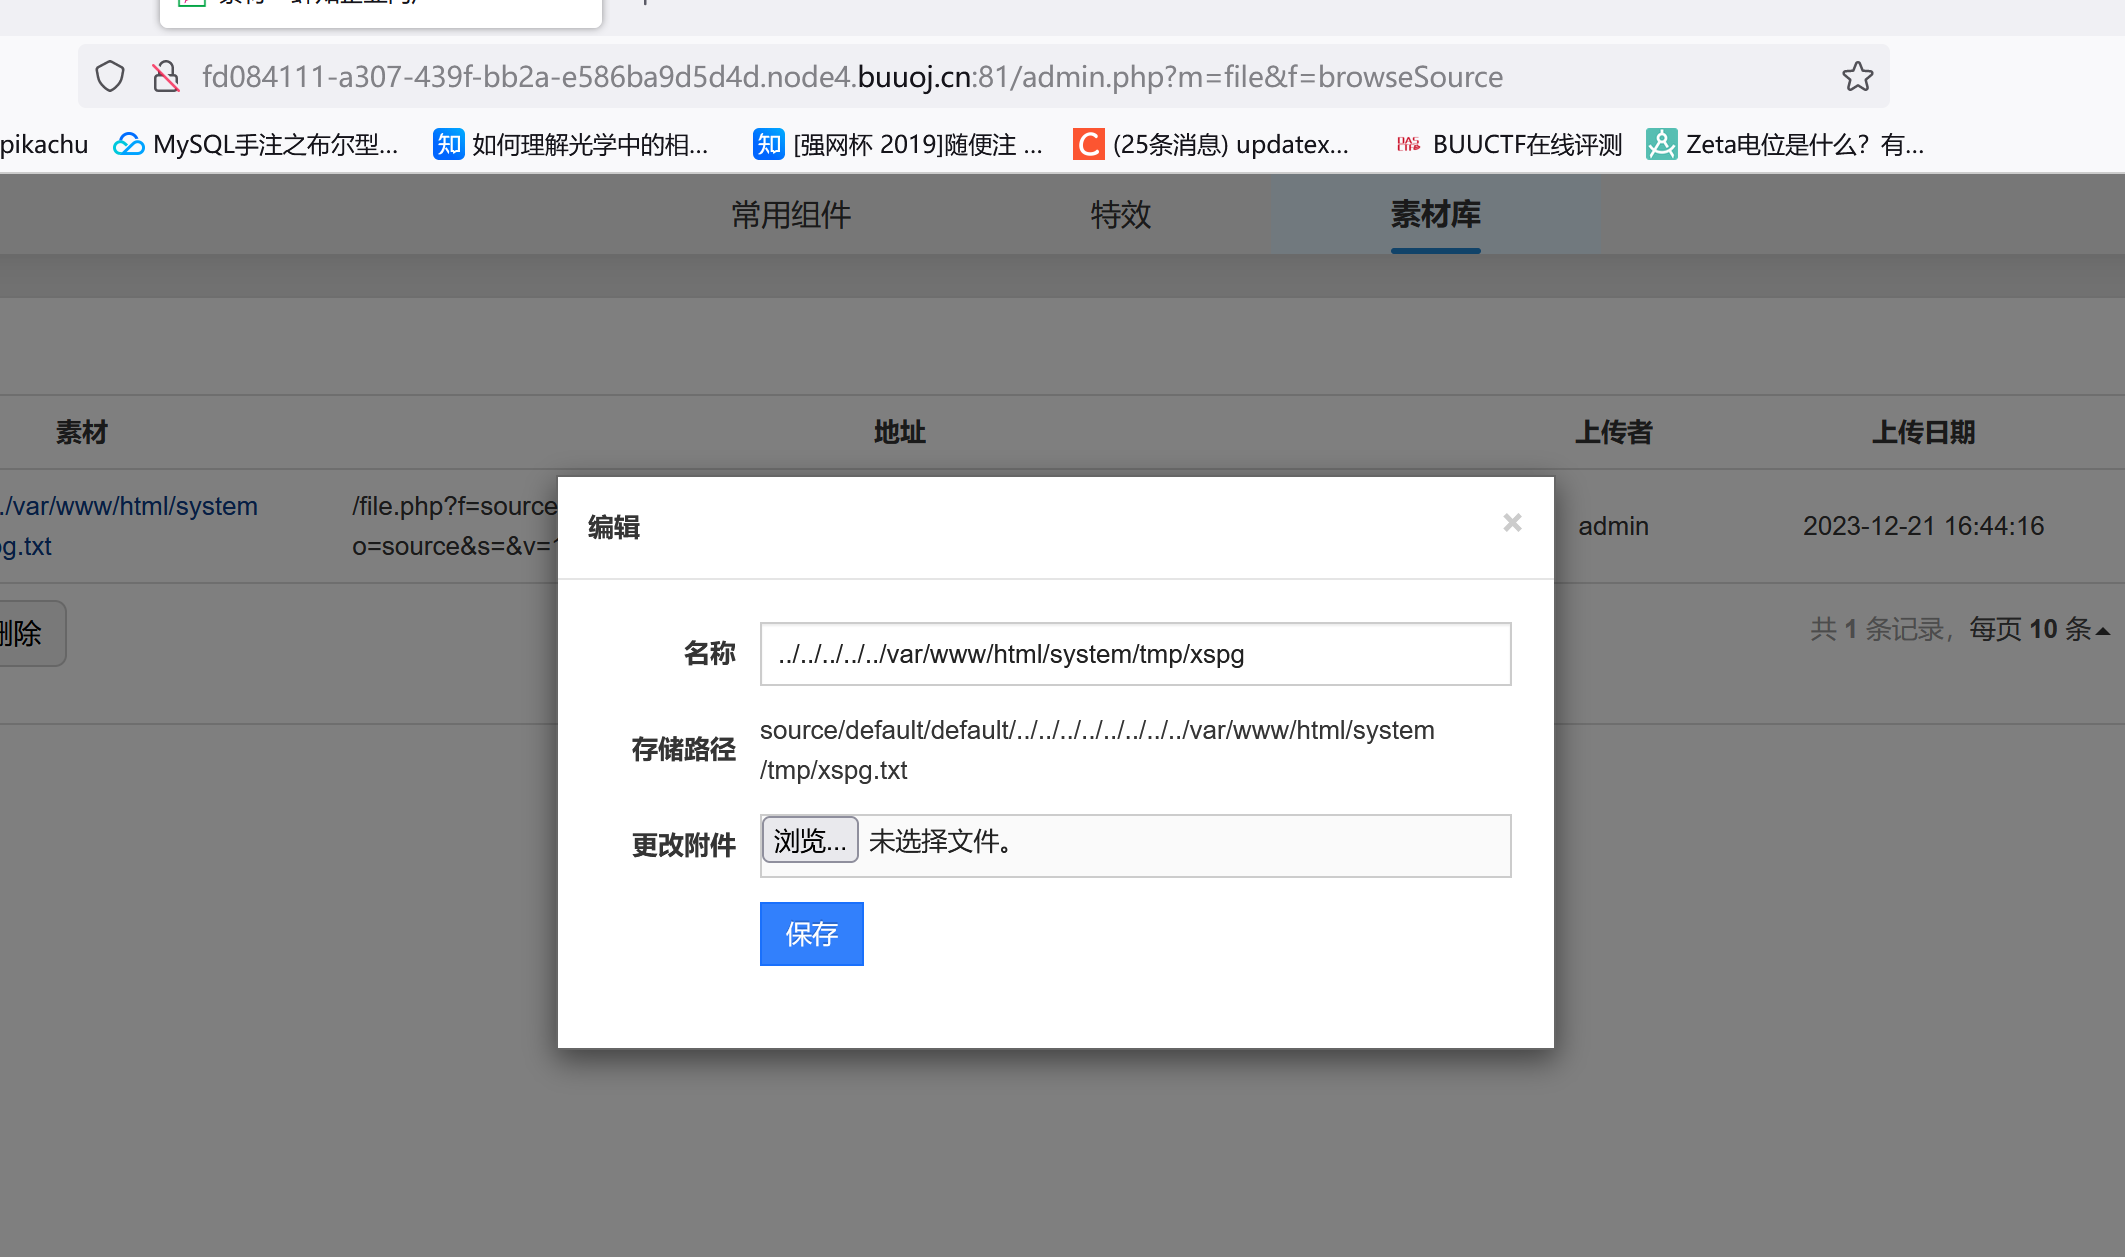 fd084111-a307-439f-bb2a-e586ba9d5d4d.node4.buuoj.cn:81/admin.php?m=file&f=browseSource
pikachu MySQL手注之布尔型... 如何理解光学中的相... [强网杯 2019]随便注 ... (25条消息) updatex... BUUCTF在线评测 Zeta电位是什么？有...
常用组件 特效 素材库
素材 地址 上传者 上传日期
./var/www/html/system /file.php?f=source admin 2023-12-21 16:44:16
g.txt o=source&s=&v=
删除 共 1 条记录，每页 10 条
编辑 ×
名称 ../../../../../var/www/html/system/tmp/xspg
存储路径 source/default/default/../../../../../../../../var/www/html/system
/tmp/xspg.txt
更改附件 浏览... 未选择文件。
保存